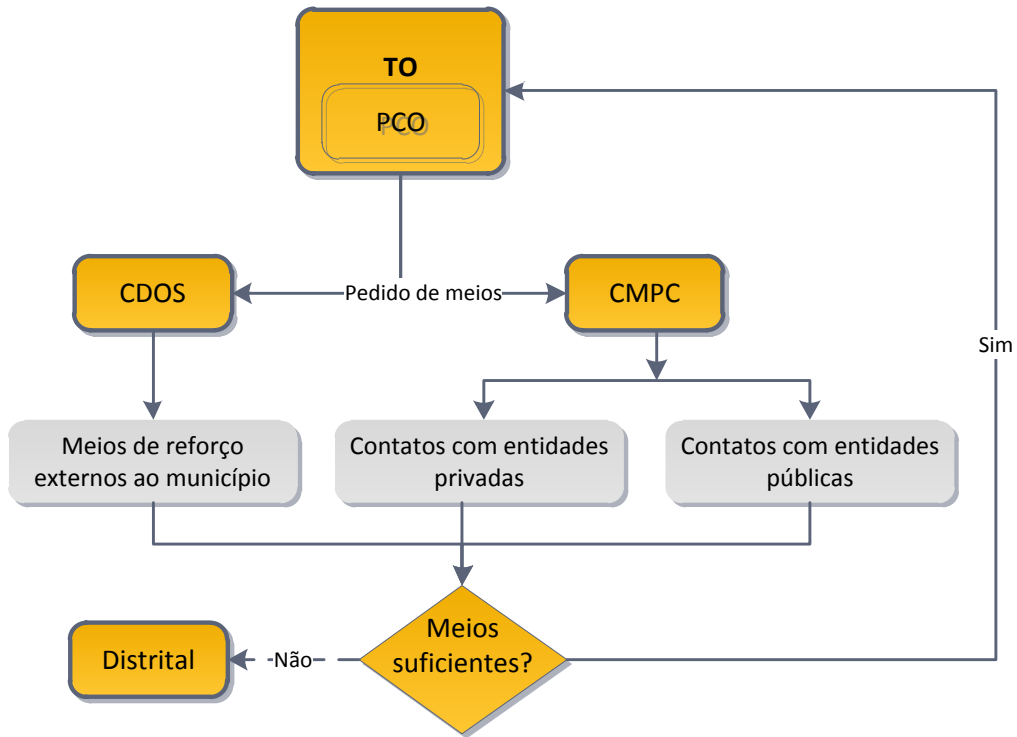 TO
PCO
CDOS
Pedido de meios
CMPC
Sim
Meios de reforço
externos ao município
Contatos com entidades
privadas
Contatos com entidades
públicas
Meios
suficientes?
Distrital
Não